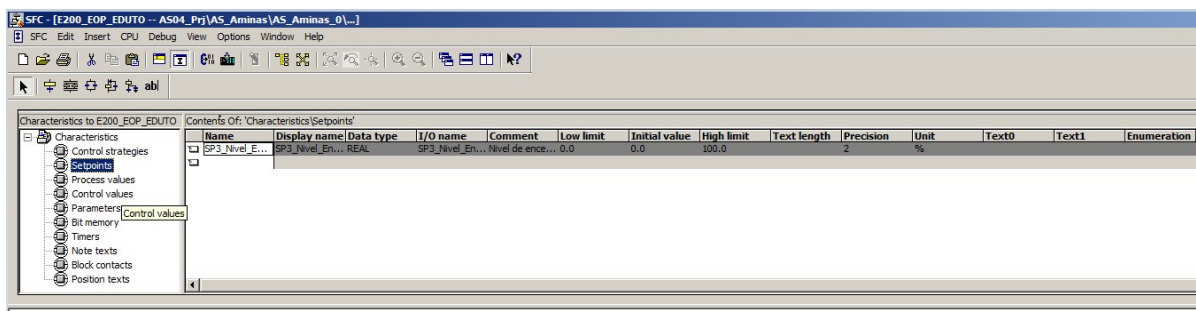 SFC - [E200_EOP_EDUTO -- AS04_Prj\AS_Aminas\AS_Aminas_0\...]
SFC Edit Insert CPU Debug View Options Window Help
abl
Characteristics to E200_EOP_EDUTO Contents Of: 'Characteristics\Setpoints'
Characteristics
Control strategies
Setpoints
Process values
Control values
Parameters
Control values
Bit memory
Timers
Note texts
Block contacts
Position texts
Name Display name Data type I/O name Comment Low limit Initial value High limit Text length Precision Unit Text0 Text1 Enumeration
SP3_Nivel_E... SP3_Nivel_En... REAL SP3_Nivel_En... Nivel de ence... 0.0 0.0 100.0 2 %